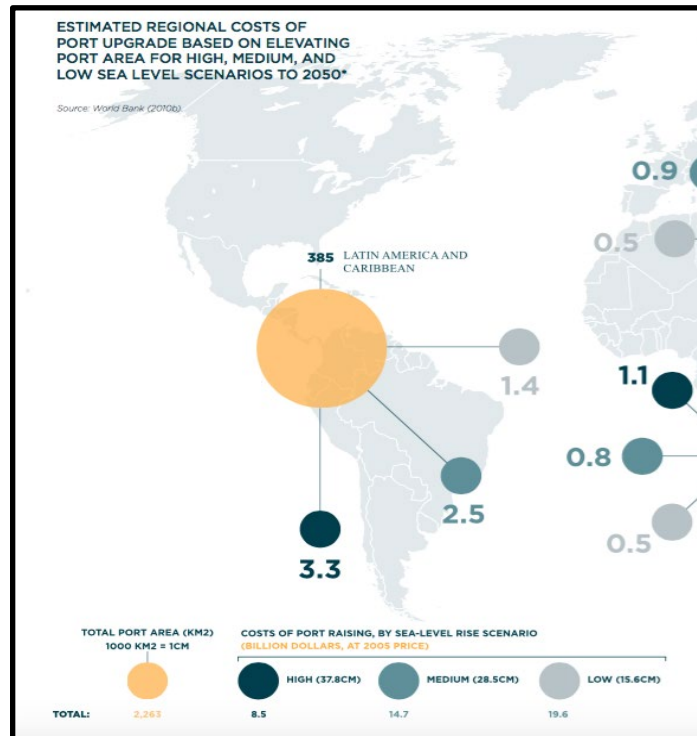 ESTIMATED REGIONAL COSTS OF
PORT UPGRADE BASED ON ELEVATING
PORT AREA FOR HIGH, MEDIUM, AND
LOW SEA LEVEL SCENARIOS TO 2050*
Source: World Bank (2010b).
0.9
0.5
385 LATIN AMERICA AND
CARIBBEAN
1.4
1.1
0.8
2.5
0.5
3.3
TOTAL PORT AREA (KM2)
1000 KM2 = 1CM
COSTS OF PORT RAISING, BY SEA-LEVEL RISE SCENARIO
(BILLION DOLLARS, AT 2005 PRICE)
HIGH (37.8CM) MEDIUM (28.5CM) LOW (15.6CM)
TOTAL: 2,263 8.5 14.7 19.6